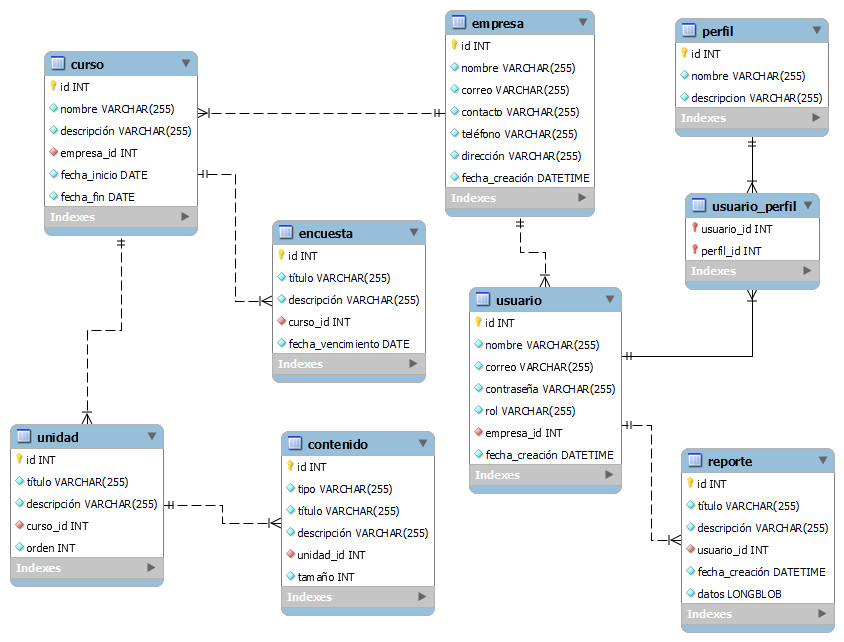 curso
id INT
nombre VARCHAR(255)
descripción VARCHAR(255)
empresa_id INT
fecha_inicio DATE
fecha_fin DATE
Indexes
empresa
id INT
nombre VARCHAR(255)
correo VARCHAR(255)
contacto VARCHAR(255)
teléfono VARCHAR(255)
dirección VARCHAR(255)
fecha_creación DATETIME
Indexes
perfil
id INT
nombre VARCHAR(255)
descripcion VARCHAR(255)
Indexes
usuario_perfil
usuario_id INT
perfil_id INT
Indexes
encuesta
id INT
título VARCHAR(255)
descripción VARCHAR(255)
curso_id INT
fecha_vencimiento DATE
Indexes
usuario
id INT
nombre VARCHAR(255)
correo VARCHAR(255)
contraseña VARCHAR(255)
rol VARCHAR(255)
empresa_id INT
fecha_creación DATETIME
Indexes
unidad
id INT
título VARCHAR(255)
descripción VARCHAR(255)
curso_id INT
orden INT
Indexes
contenido
id INT
tipo VARCHAR(255)
título VARCHAR(255)
descripción VARCHAR(255)
unidad_id INT
tamaño INT
Indexes
reporte
id INT
título VARCHAR(255)
descripción VARCHAR(255)
usuario_id INT
fecha_creación DATETIME
datos LONGBLOB
Indexes